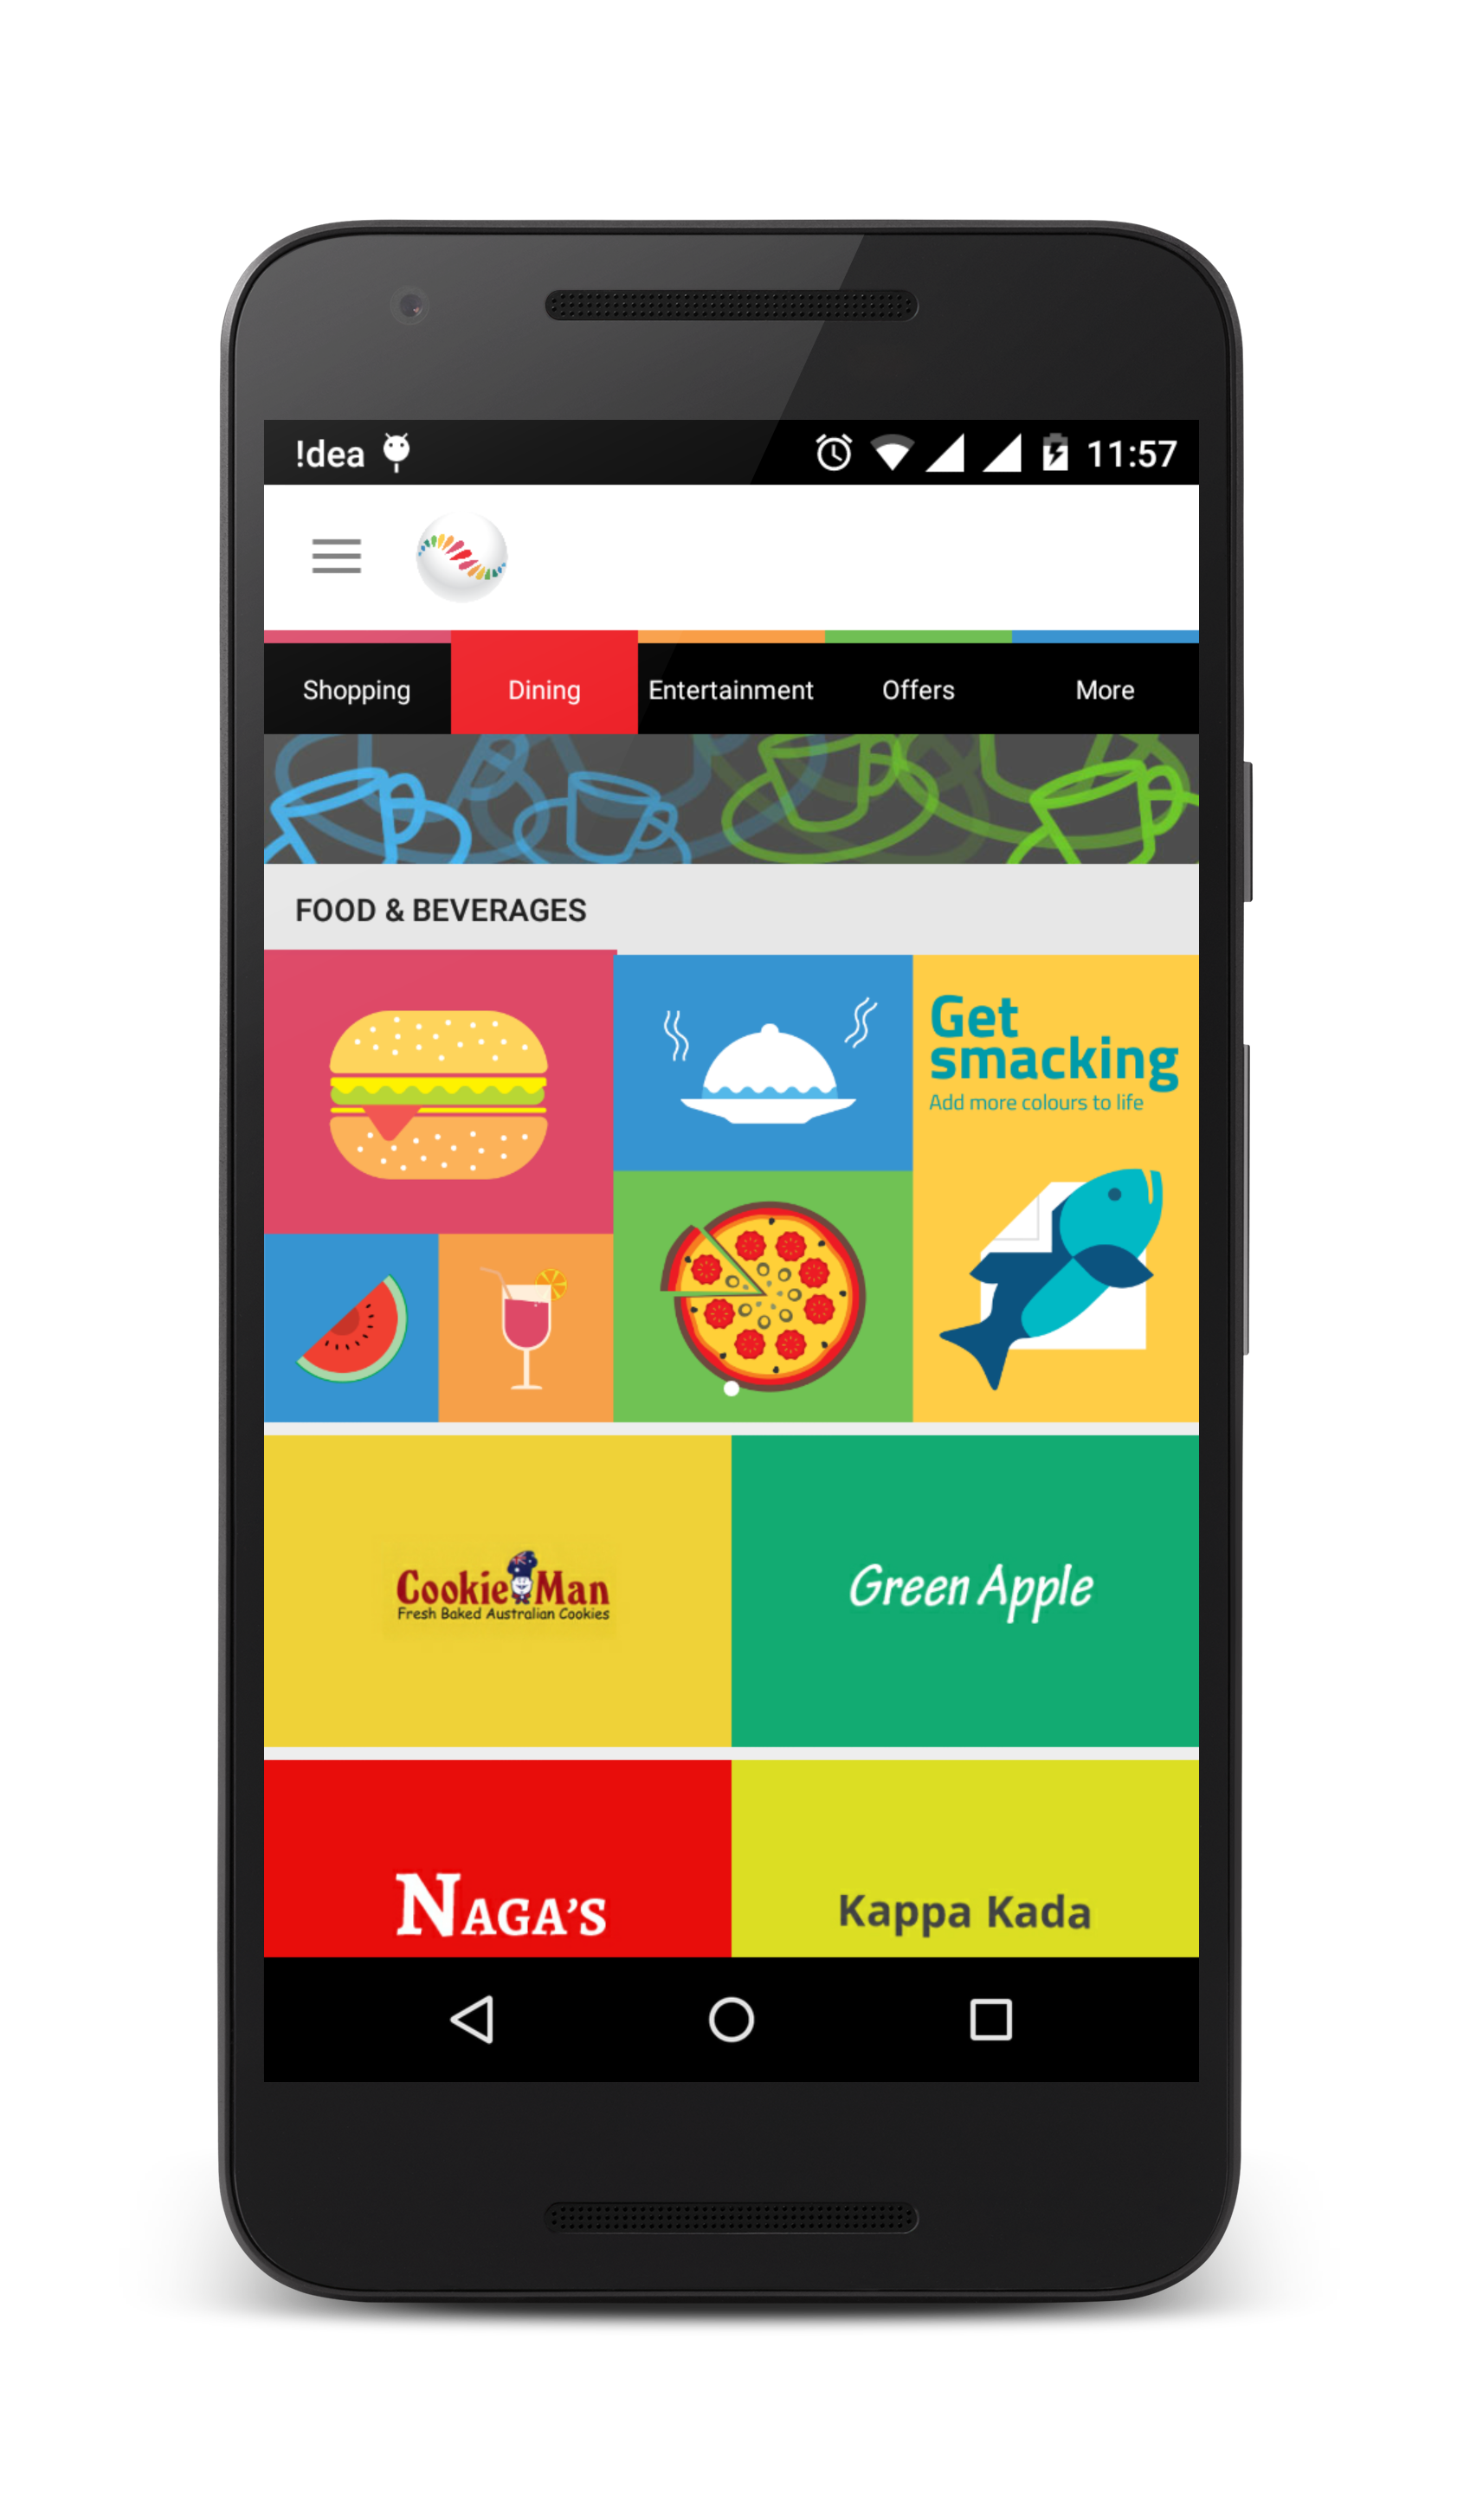 !dea 11:57
Shopping Dining Entertainment Offers More
FOOD & BEVERAGES
Get
smacking
Add more colours to life
Cookie Man
Fresh Baked Australian Cookies
Green Apple
NAGA'S
Kappa Kada